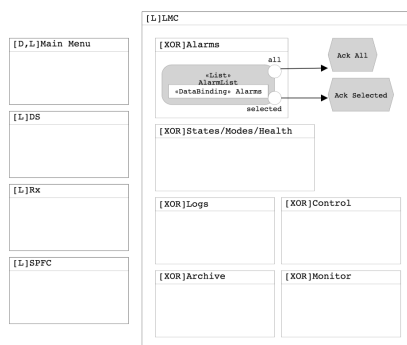 [L]LMC
[D,L]Main Menu
[XOR]Alarms
all
Ack All
«List»
AlarmList
«DataBinding» Alarms
Ack Selected
selected
[L]DS
[XOR]States/Modes/Health
[L]Rx
[XOR]Logs
[XOR]Control
[L]SPFC
[XOR]Archive
[XOR]Monitor